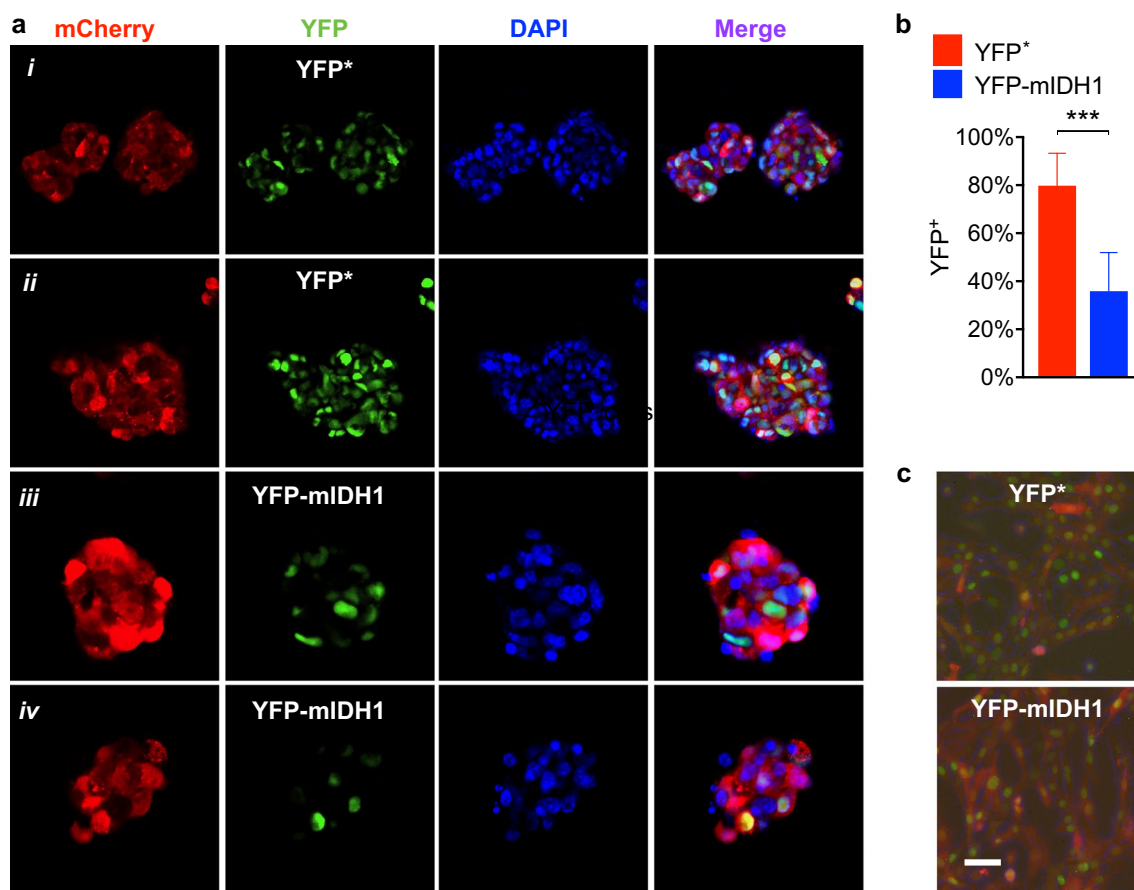 a
mCherry YFP DAPI Merge
i YFP*
ii YFP*
s
iii YFP-mIDH1
iv YFP-mIDH1
b
YFP*
YFP-mIDH1
***
100%
80%
60%
40%
20%
0%
YFP+
c
YFP*
YFP-mIDH1